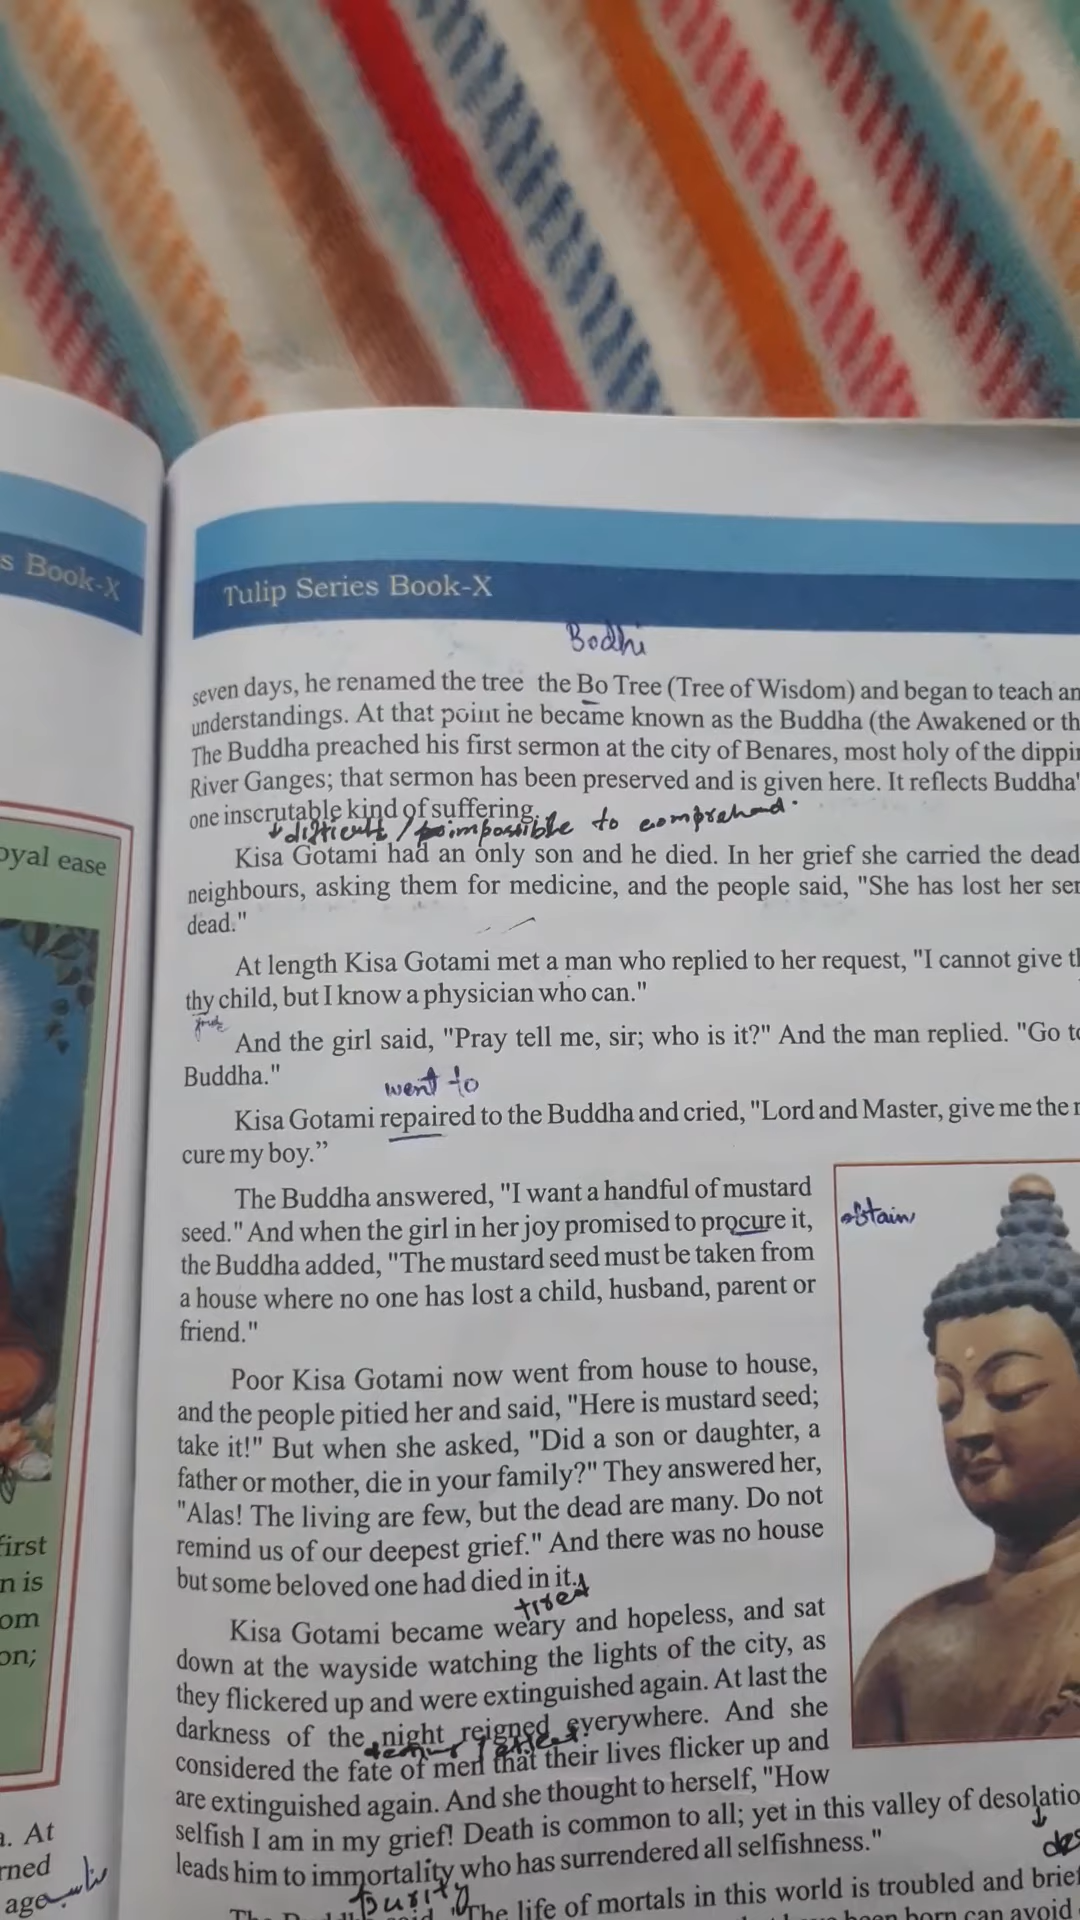 s Book-X
oyal ease
first
n is
om
on;
. At
rned
age
Tulip Series Book-X
Bodhi
seven days, he renamed the tree the Bo Tree (Tree of Wisdom) and began to teach an
understandings. At that point he became known as the Buddha (the Awakened or th
The Buddha preached his first sermon at the city of Benares, most holy of the dippi
River Ganges; that sermon has been preserved and is given here. It reflects Buddha'
one inscrutable kind of suffering.
difficult / impossible to comprehend.
Kisa Gotami had an only son and he died. In her grief she carried the dead
neighbours, asking them for medicine, and the people said, "She has lost her ser
dead."
At length Kisa Gotami met a man who replied to her request, "I cannot give th
thy child, but I know a physician who can."
And the girl said, "Pray tell me, sir; who is it?" And the man replied. "Go to
Buddha."
went to
Kisa Gotami repaired to the Buddha and cried, "Lord and Master, give me the
cure my boy.”
The Buddha answered, "I want a handful of mustard
seed." And when the girl in her joy promised to procure it,
obtain
the Buddha added, "The mustard seed must be taken from
a house where no one has lost a child, husband, parent or
friend."
Poor Kisa Gotami now went from house to house,
and the people pitied her and said, "Here is mustard seed;
take it!" But when she asked, "Did a son or daughter, a
father or mother, die in your family?" They answered her,
"Alas! The living are few, but the dead are many. Do not
remind us of our deepest grief." And there was no house
but some beloved one had died in it.
tired
Kisa Gotami became weary and hopeless, and sat
down at the wayside watching the lights of the city, as
they flickered up and were extinguished again. At last the
darkness of the night reigned everywhere. And she
considered the fate of men that their lives flicker up and
are extinguished again. And she thought to herself, "How
selfish I am in my grief! Death is common to all; yet in this valley of desolatio
leads him to immortality who has surrendered all selfishness."
purity
"The life of mortals in this world is troubled and brief
born can avoid